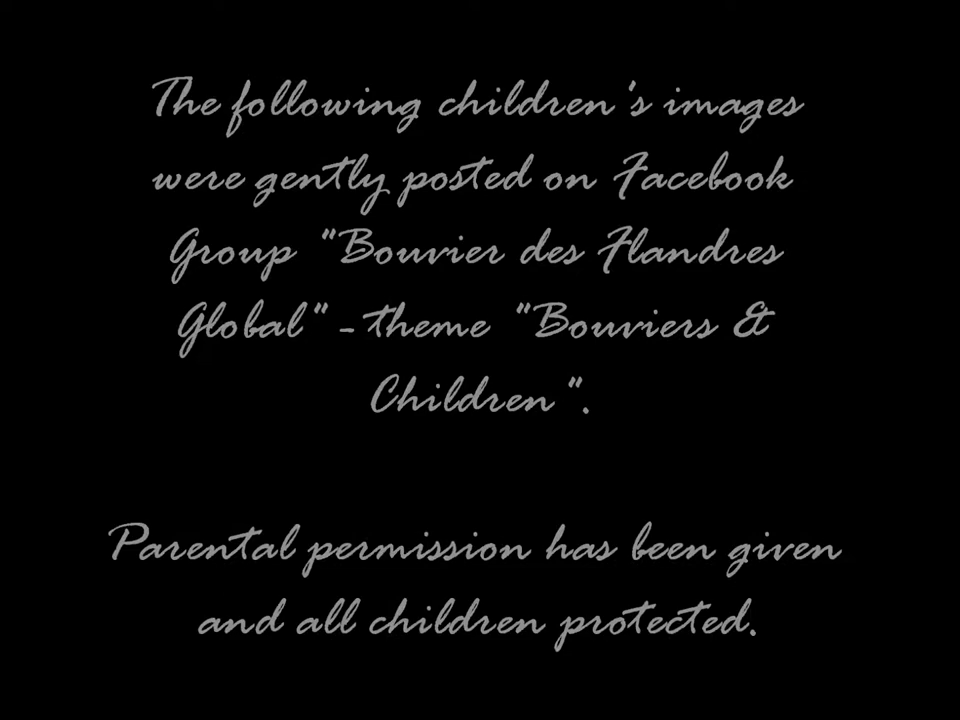 The following children's images
were gently posted on Facebook
Group "Bouvier des Flandres
Global" - theme "Bouviers &
Children".
Parental permission has been given
and all children protected.